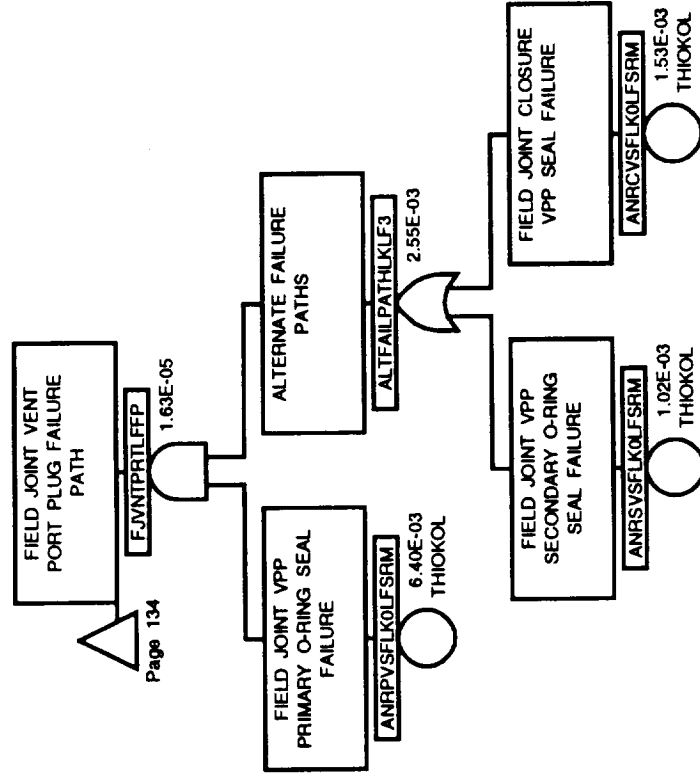 FIELD JOINT VENT
PORT PLUG FAILURE
PATH
FJVNTPRTLFFP
1.63E-05
Page 134
FIELD JOINT VPP
PRIMARY O-RING SEAL
FAILURE
ANRPVSFLK0LFSRM
6.40E-03
THIOKOL
ALTERNATE FAILURE
PATHS
ALTFAILPATHLKLF3
2.55E-03
FIELD JOINT VPP
SECONDARY O-RING
SEAL FAILURE
ANRSVSFLK0LFSRM
1.02E-03
THIOKOL
FIELD JOINT CLOSURE
VPP SEAL FAILURE
ANRCVSFLK0LFSRM
1.53E-03
THIOKOL